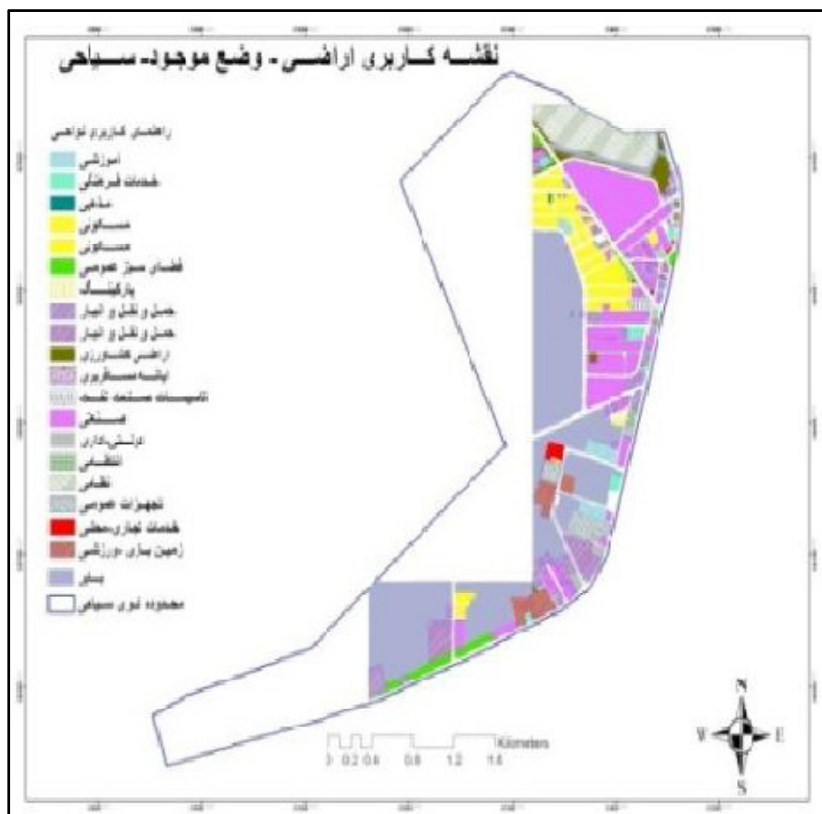 نقشه کاربری اراضی - وضع موجود - سیاحی
راهنمای کاربری نواحی
آموزشی
خدمات فرهنگی
مذهبی
مسکونی
مسکونی
فضای سبز عمومی
پارکینگ
حمل و نقل و انبار
حمل و نقل و انبار
اراضی کشاورزی
پایانه مسافربری
تاسیسات صنعت نفت
صنعتی
دولتی-اداری
انتظامی
نظامی
تجهیزات عمومی
خدمات تجاری-محلی
زمین بازی -ورزشی
بایر
محدوده کوی سیاحی
N
W E
S
Kilometers
0 0.2 0.4 0.8 1.2 1.6